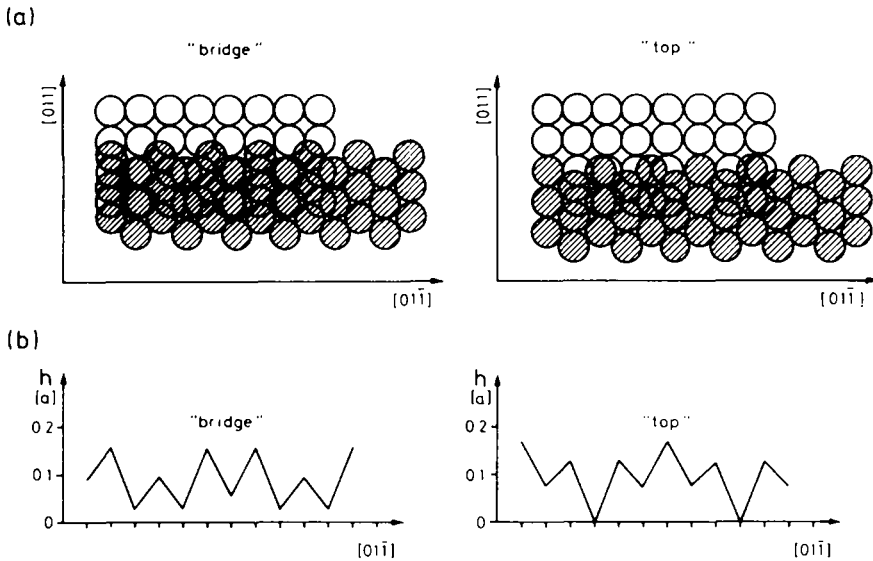 (a)
"bridge"
"top"
[011]
[011]
[011̄]
[011̄]
(b)
h
[a]
"bridge"
0 2
0 1
0
[011̄]
h
[a]
"top"
0 2
0 1
0
[011̄]